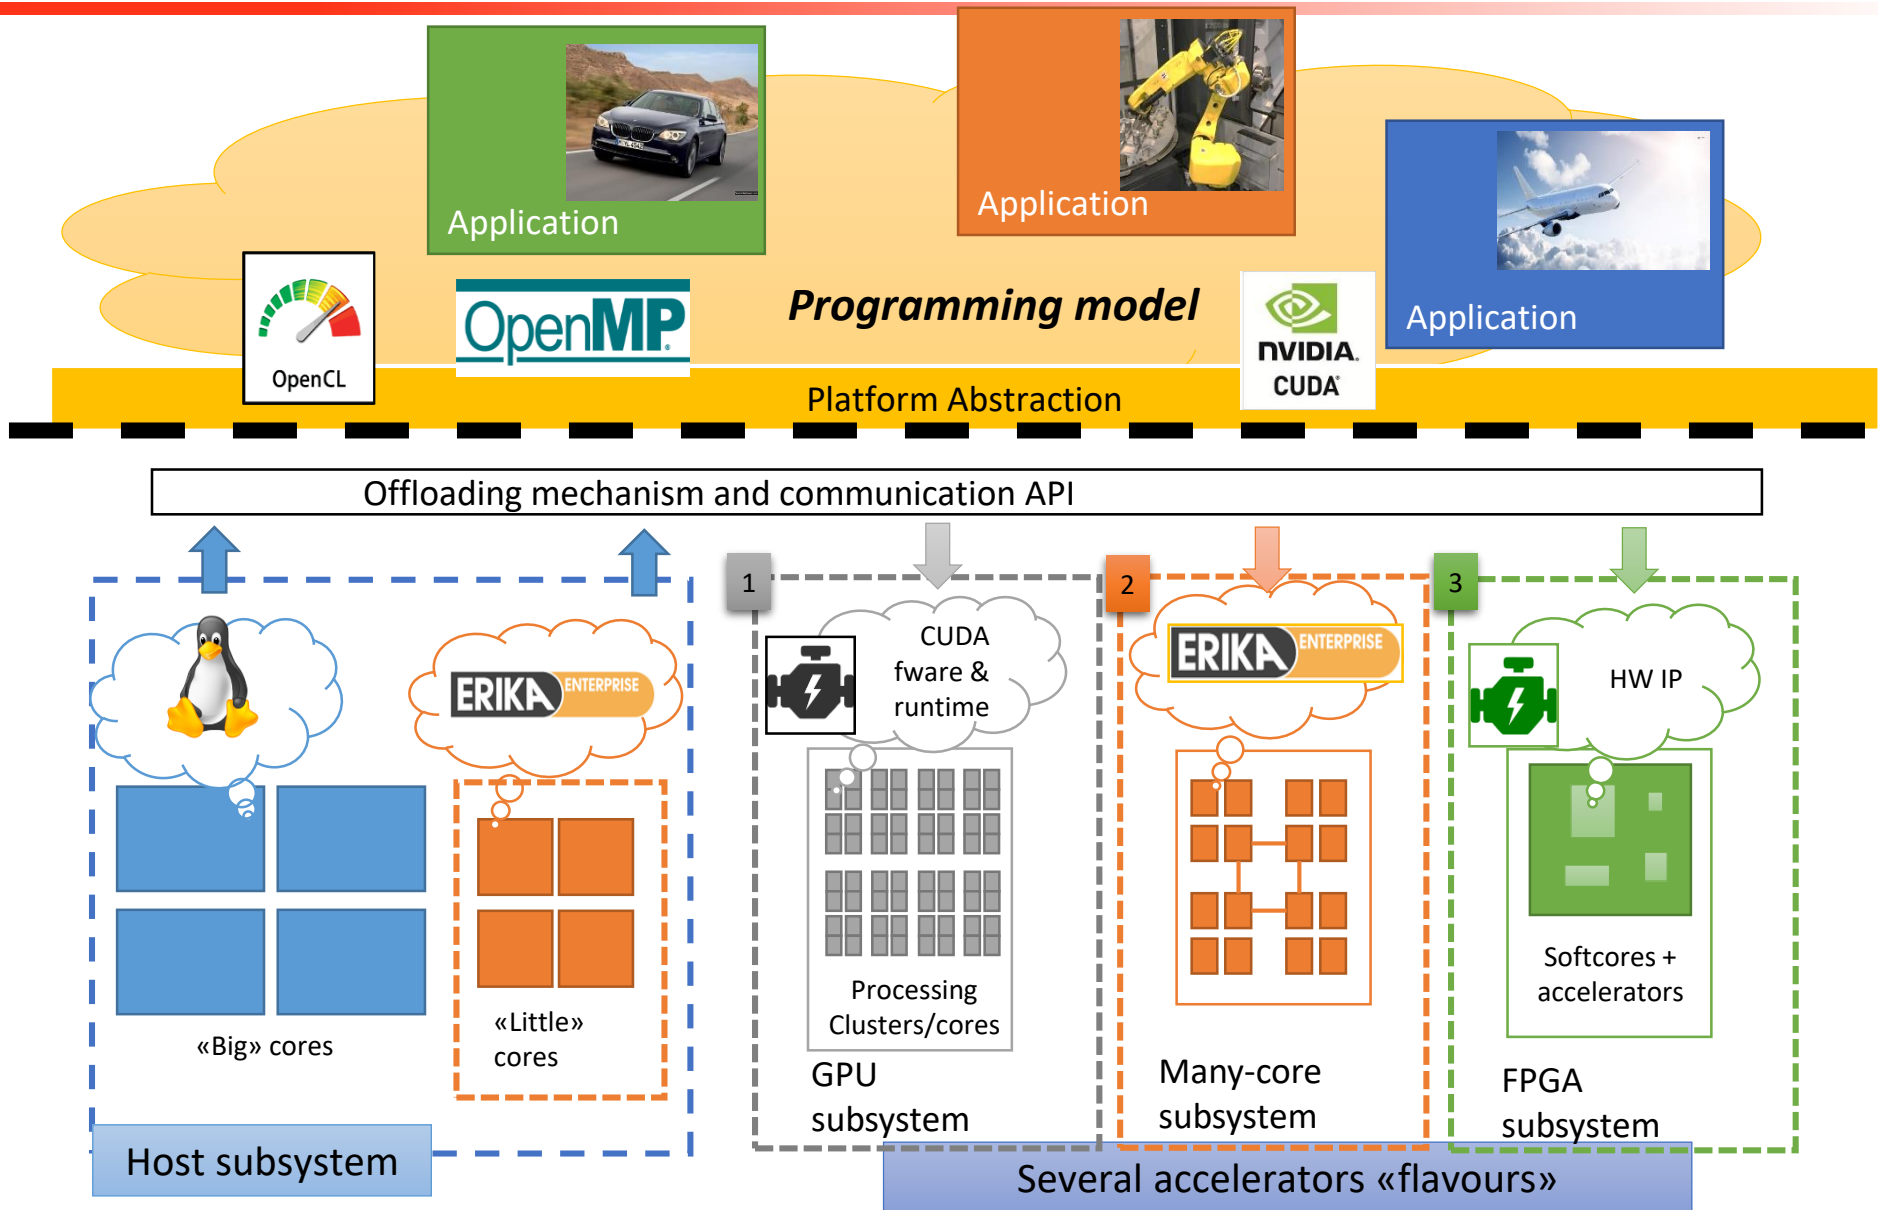 Application
Application
Application
OpenCL
OpenMP
Programming model
NVIDIA.
CUDA
Platform Abstraction
Offloading mechanism and communication API
1
2
3
ERIKA ENTERPRISE
CUDA
fware &
runtime
ERIKA ENTERPRISE
HW IP
«Big» cores
«Little»
cores
Processing
Clusters/cores
Softcores +
accelerators
GPU
subsystem
Many-core
subsystem
FPGA
subsystem
Host subsystem
Several accelerators «flavours»